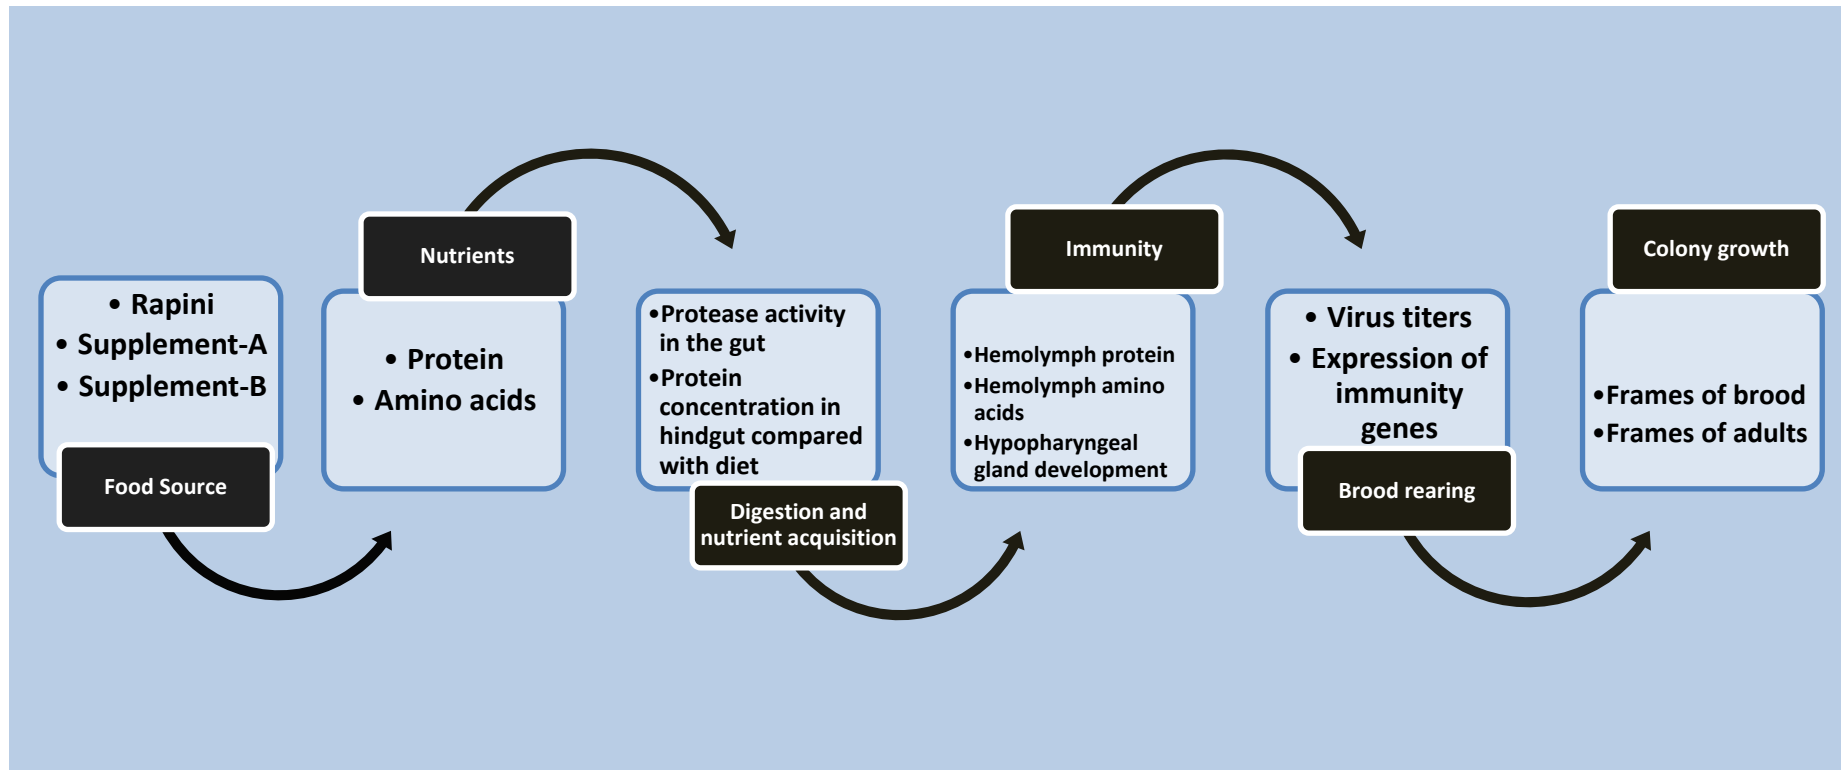 • Rapini
• Supplement-A
• Supplement-B
Food Source
Nutrients
• Protein
• Amino acids
•Protease activity
in the gut
•Protein
concentration in
hindgut compared
with diet
Digestion and
nutrient acquisition
Immunity
•Hemolymph protein
•Hemolymph amino
acids
•Hypopharyngeal
gland development
• Virus titers
• Expression of
immunity
genes
Brood rearing
Colony growth
•Frames of brood
•Frames of adults